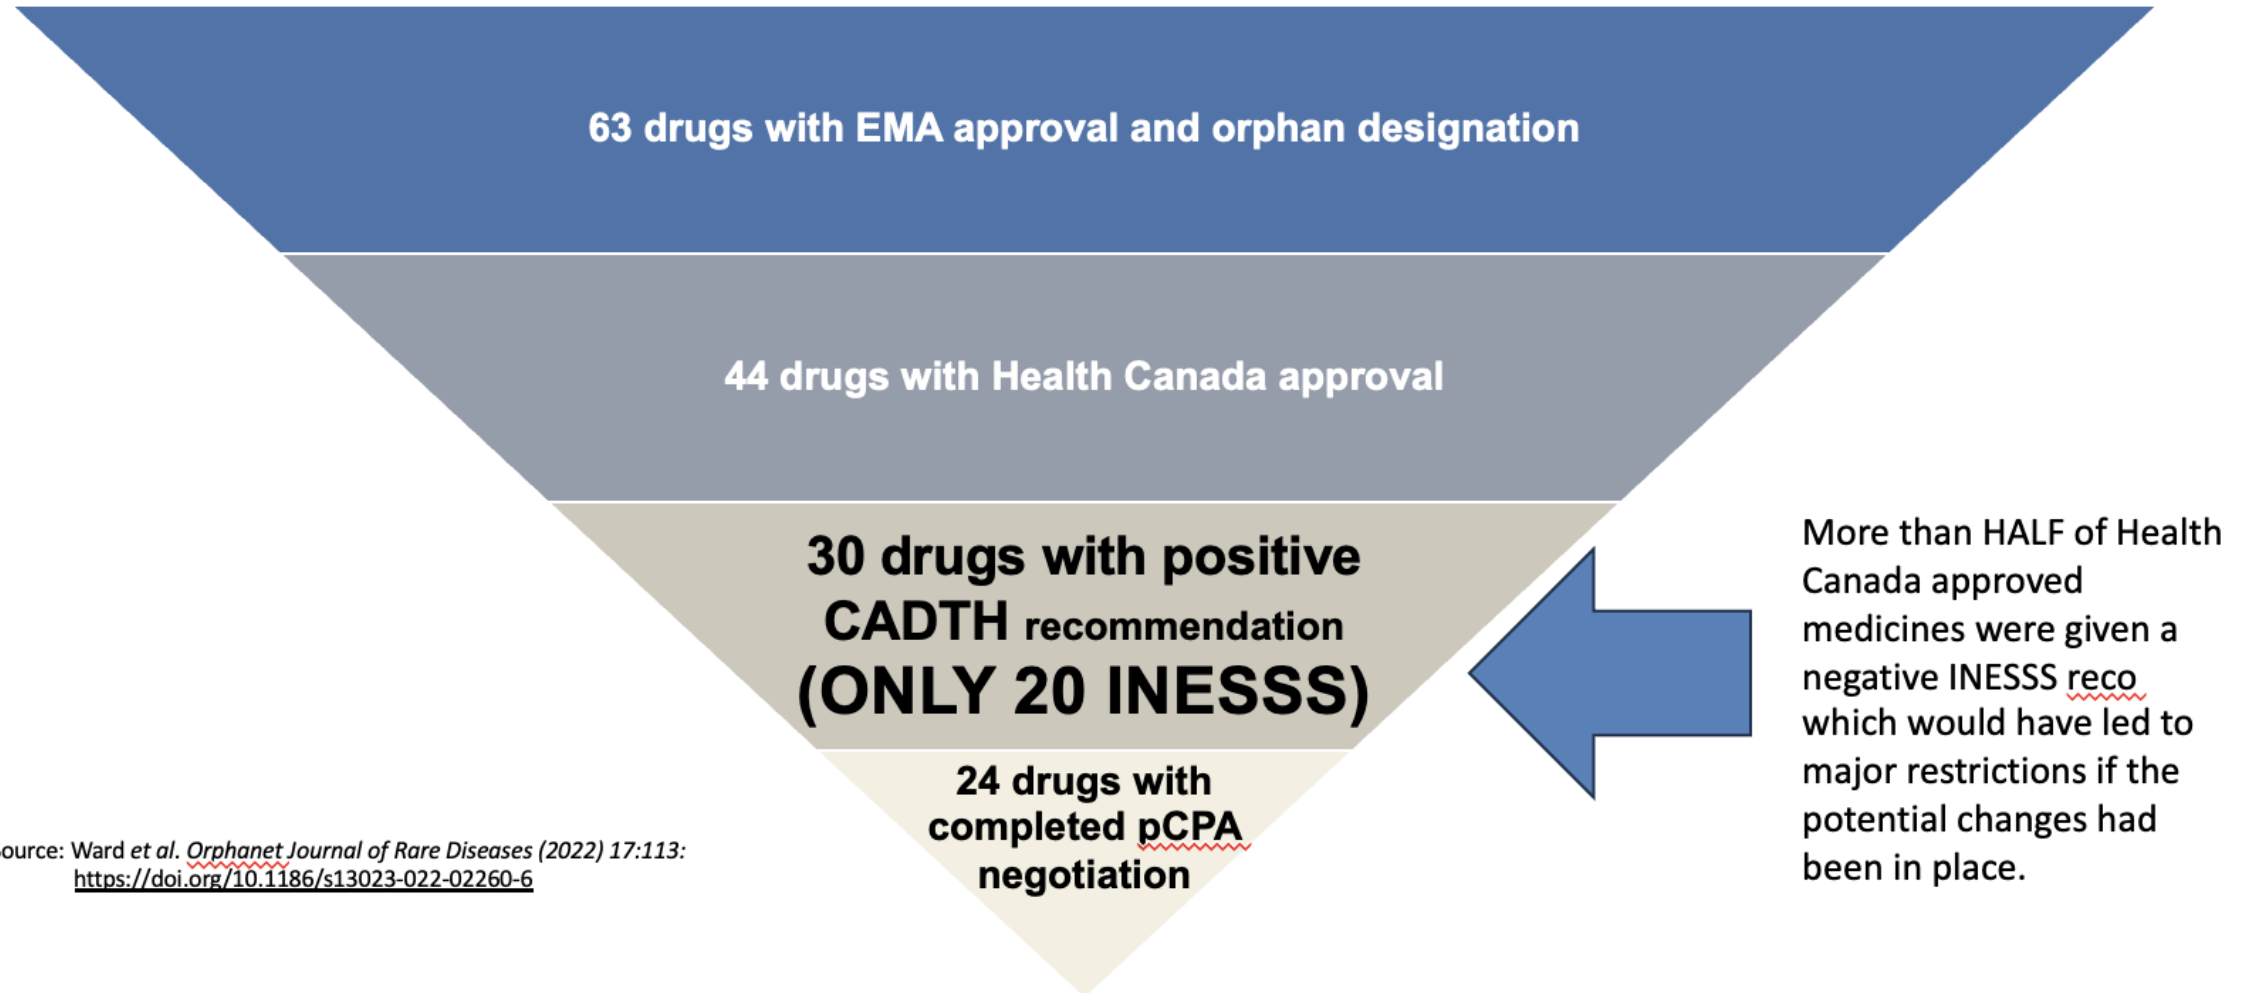 63 drugs with EMA approval and orphan designation
44 drugs with Health Canada approval
30 drugs with positive
CADTH recommendation
(ONLY 20 INESSS)
More than HALF of Health
Canada approved
medicines were given a
negative INESSS reco
which would have led to
major restrictions if the
potential changes had
been in place.
24 drugs with
completed pCPA
negotiation
ource: Ward et al. Orphanet Journal of Rare Diseases (2022) 17:113:
https://doi.org/10.1186/s13023-022-02260-6